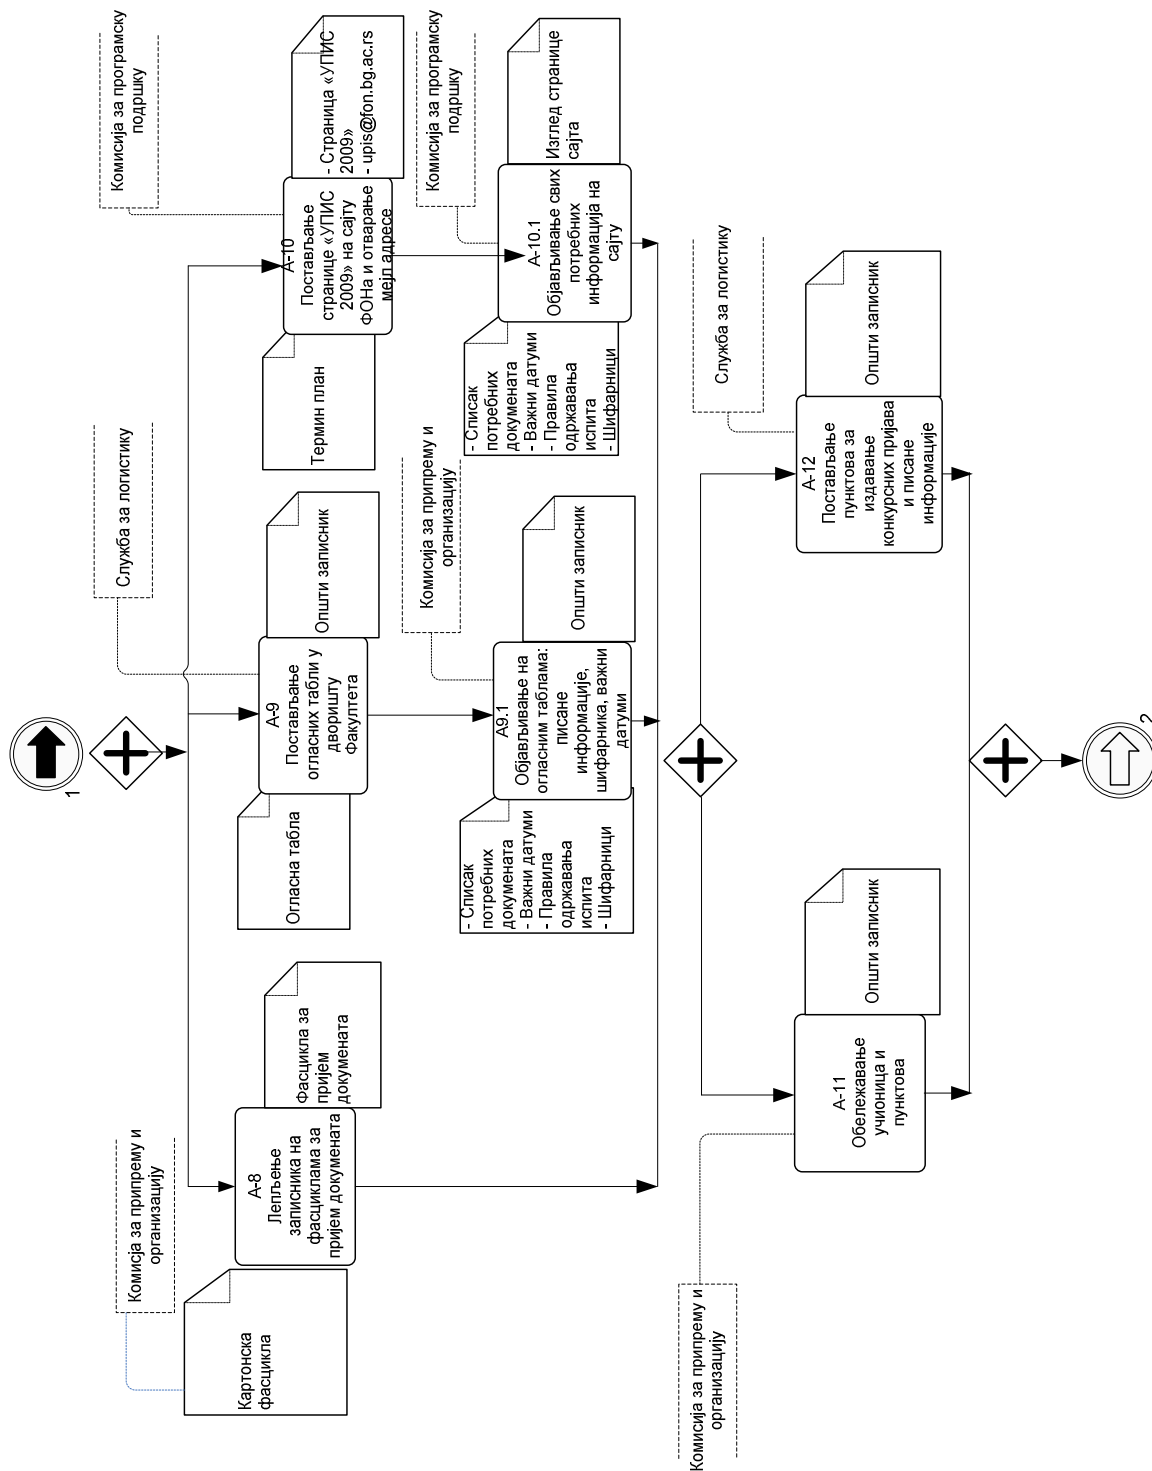 1
Комисја за припрему и
организацију
Картонска
фасцикла
А-8
Лепљење
записника на
фасциклама за
пријем докумената
Фасцикла за
пријем
докумената
Служба за логистику
Огласна табла
А-9
Постављање
огласних табли у
дворишту
Факултета
Општи записник
Комисија за програмску
подршку
Термин план
А-10
Постављање
странице «УПИС
2009» на сајту
ФОНа и отварање
мејл адресе
- Страница «УПИС
2009»
- upis@fon.bg.ac.rs
Комисија за припрему и
организацију
- Списак
потребних
докумената
- Важни датуми
- Правила
одржавања
испита
- Шифарници
А9.1
Објављивање на
огласним таблама:
писане
информације,
шифарника, важни
датуми
Општи записник
Комисија за програмску
подршку
- Списак
потребних
докумената
- Важни датуми
- Правила
одржавања
испита
- Шифарници
А-10.1
Објављивање свих
потребних
информација на
сајту
Изглед странице
сајта
Комисија за припрему и
организацију
А-11
Обележавање
учионица и
пунктова
Општи записник
Служба за логистику
А-12
Постављање
пунктова за
издавање
конкурсних пријава
и писане
информације
Општи записник
2